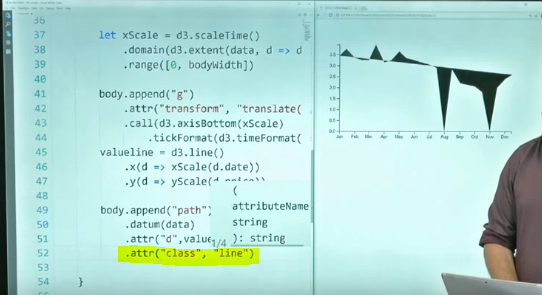 36
37 let xScale = d3.scaleTime()
38 .domain(d3.extent(data, d => d
39 .range([0, bodyWidth])
40
41 body.append("g")
42 .attr("transform", "translate(
43 .call(d3.axisBottom(xScale)
44 .tickFormat(d3.timeFormat(
45 valueline = d3.line()
46 .x(d => xScale(d.date))
47 .y(d => yScale(d.price))
48
49 body.append("path")
50 .datum(data)
51 .attr("d",value
52 .attr("class", "line")
53
54 }
(
attributeName
string
1/4 ): string
3.5
3.0
2.5
2.0
1.5
1.0
0.5
0.0
Jan Feb Mar Apr May Jun Jul Aug Sep Oct Nov Dec